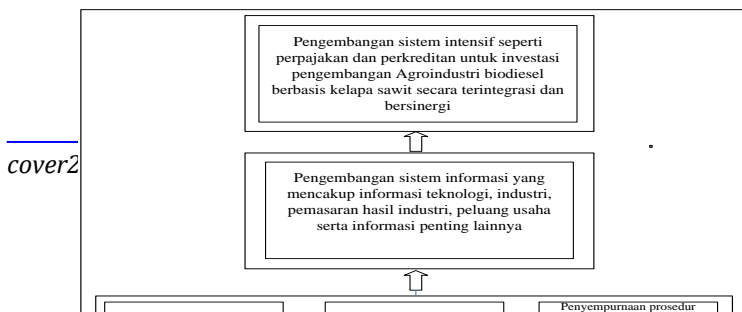 Pengembangan sistem intensif seperti
perpajakan dan perkreditan untuk investasi
pengembangan Agroindustri biodiesel
berbasis kelapa sawit secara terintegrasi dan
bersinergi
cover2
Pengembangan sistem informasi yang
mencakup informasi teknologi, industri,
pemasaran hasil industri, peluang usaha
serta informasi penting lainnya
Penyempurnaan prosedur